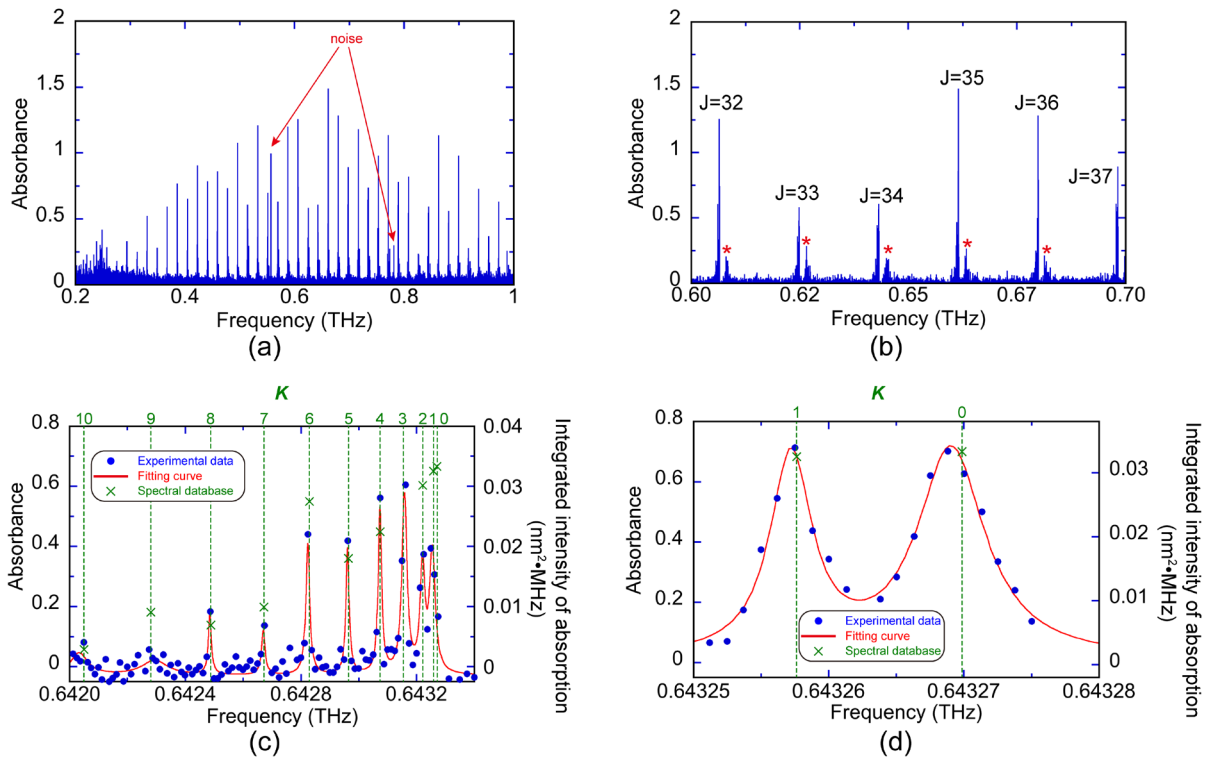 2
1.5
1
0.5
0
Absorbance
noise
0.2
0.4
0.6
0.8
1
Frequency (THz)
(a)
2
1.5
1
0.5
0
Absorbance
J=32
J=33
J=34
J=35
J=36
J=37
*
*
*
*
*
0.60
0.62
0.65
0.67
0.70
Frequency (THz)
(b)
K
10
9
8
7
6
5
4
3
2
1
0
0.8
0.6
0.4
0.2
0
Absorbance
Experimental data
Fitting curve
Spectral database
0.04
0.03
0.02
0.01
0
Integrated intensity of absorption
(nm²•MHz)
0.6420
0.6424
0.6428
0.6432
Frequency (THz)
(c)
K
1
0
0.8
0.6
0.4
0.2
0
Absorbance
Experimental data
Fitting curve
Spectral database
0.03
0.02
0.01
0
Integrated intensity of absorption
(nm²•MHz)
0.64325
0.64326
0.64327
0.64328
Frequency (THz)
(d)